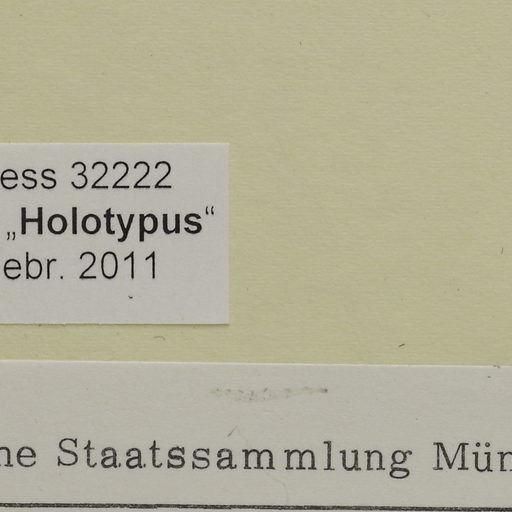 ess 32222
„Holotypus“
ebr. 2011
ne Staatssammlung Mün